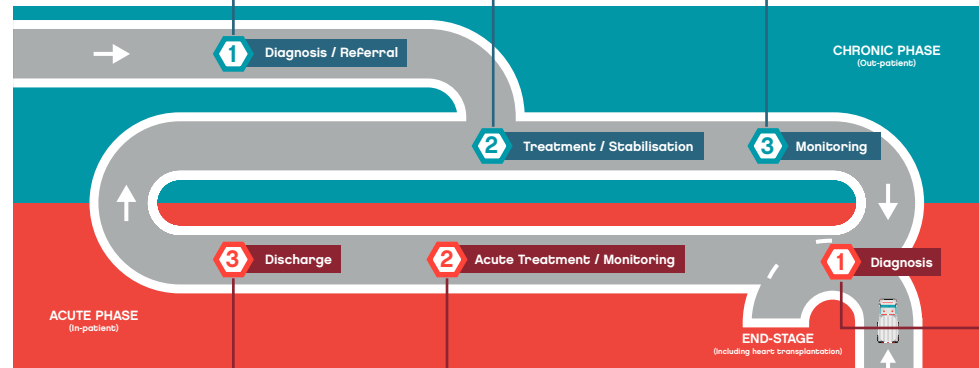 1 Diagnosis / Referral
CHRONIC PHASE
(Out-patient)
2 Treatment / Stabilisation
3 Monitoring
3 Discharge
2 Acute Treatment / Monitoring
1 Diagnosis
ACUTE PHASE
(In-patient)
END-STAGE
(Including heart transplantation)